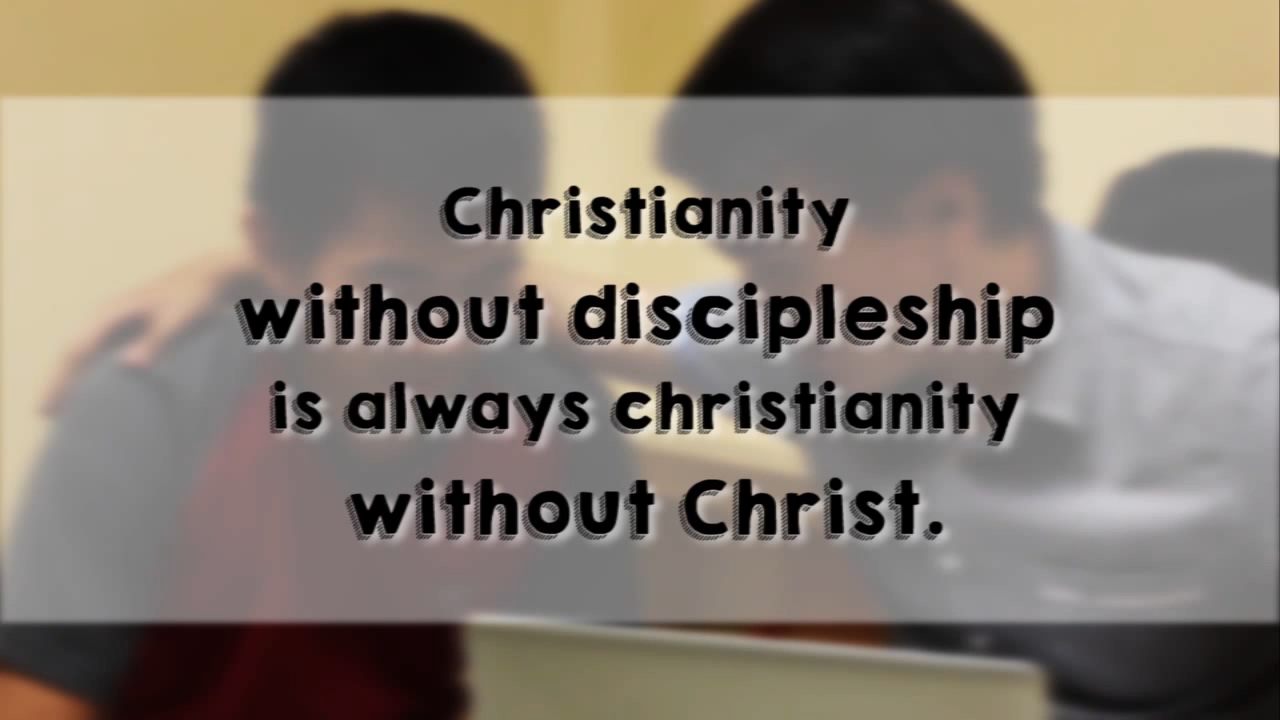 Christianity
without discipleship
is always christianity
without Christ.